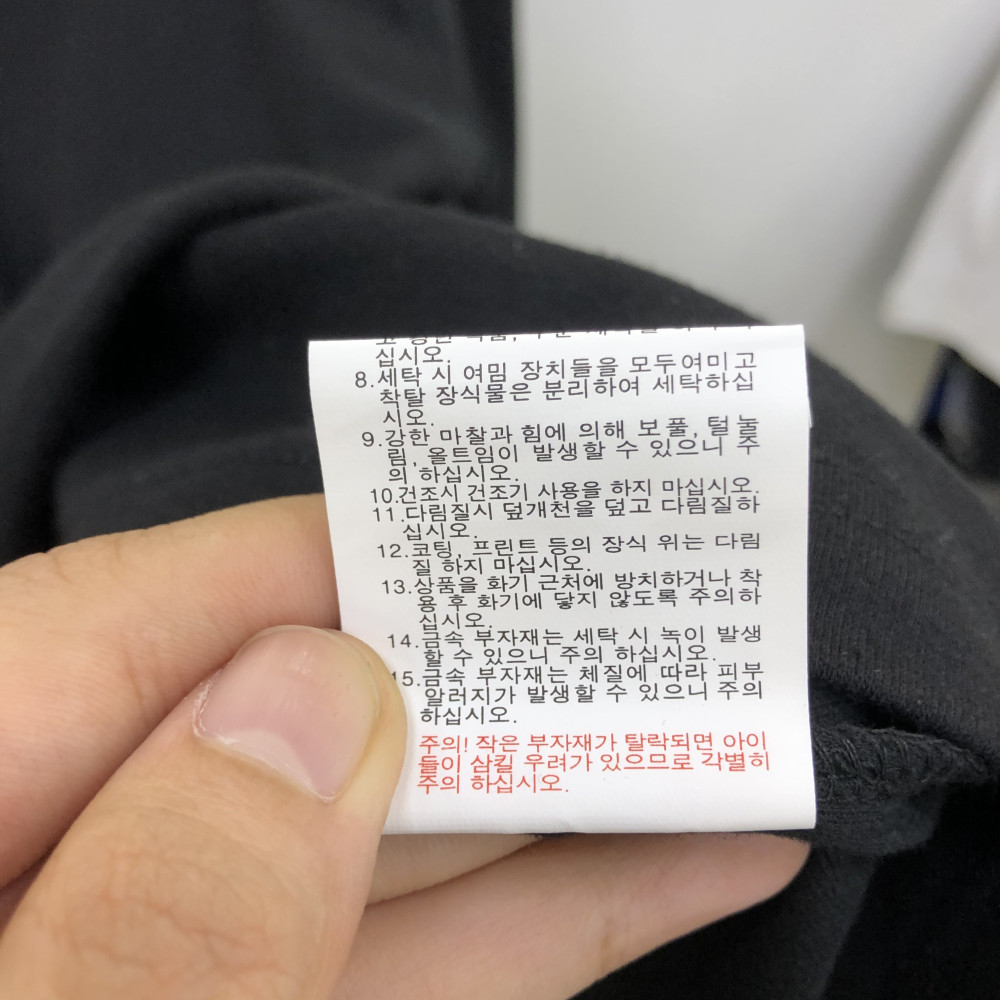 십시오.
8.세탁 시 여밈 장치들을 모두여미고
착탈 장식물은 분리하여 세탁하십
시오.
9.강한 마찰과 힘에 의해 보풀, 털눌
림, 올트임이 발생할 수 있으니 주
의 하십시오.
10.건조시 건조기 사용을 하지 마십시오.
11.다림질시 덮개천을 덮고 다림질하
십시오.
12.코팅, 프린트 등의 장식 위는 다림
질 하지 마십시오.
13.상품을 화기 근처에 방치하거나 착
용 후 화기에 닿지 않도록 주의하
십시오.
14.금속 부자재는 세탁 시 녹이 발생
할 수 있으니 주의 하십시오.
15.금속 부자재는 체질에 따라 피부
알러지가 발생할 수 있으니 주의
하십시오.
주의! 작은 부자재가 탈락되면 아이
들이 삼킬 우려가 있으므로 각별히
주의 하십시오.